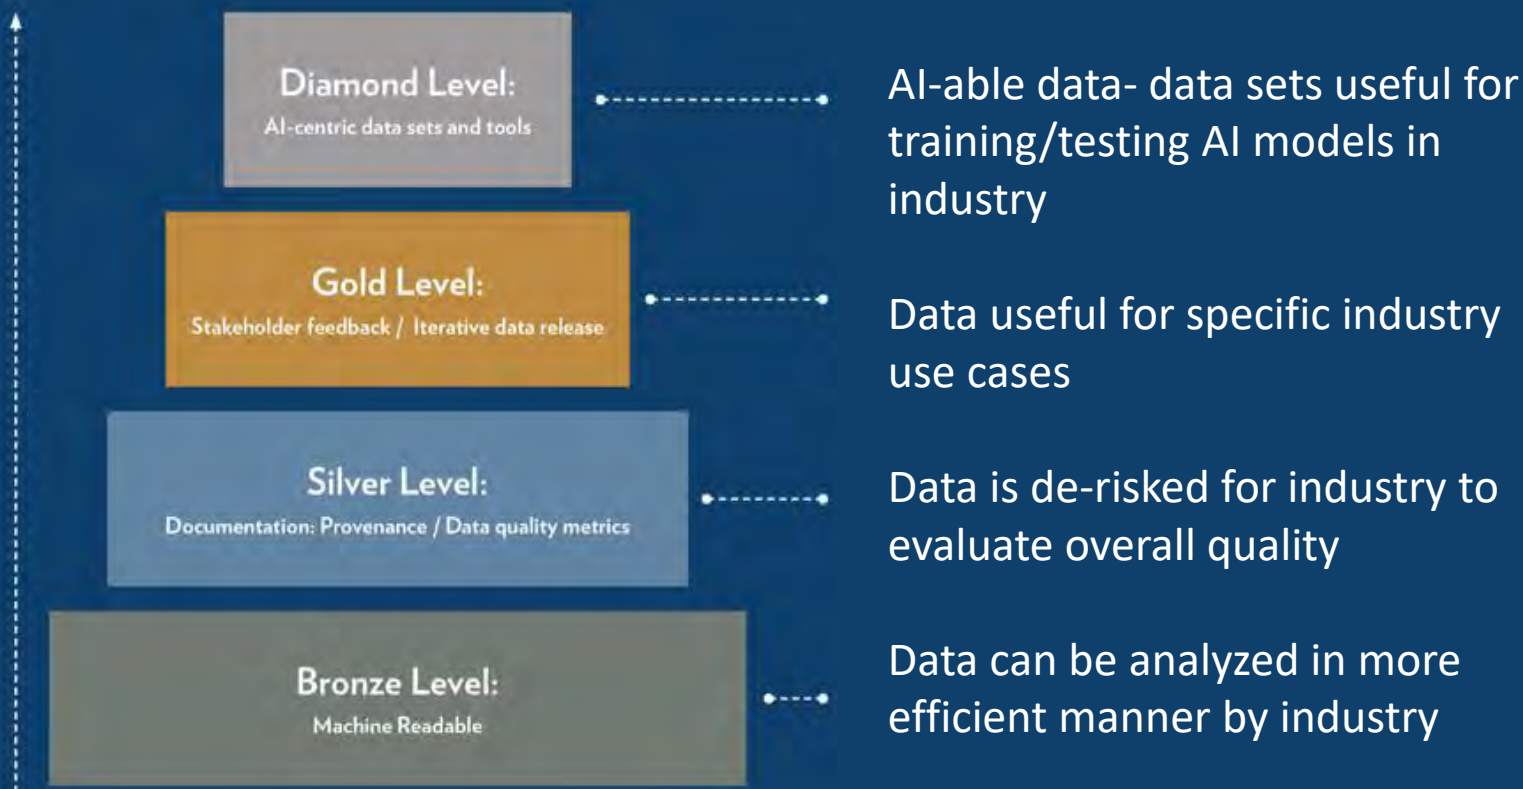 Diamond Level:
AI-centric data sets and tools
AI-able data- data sets useful for
training/testing AI models in
industry
Gold Level:
Stakeholder feedback / Iterative data release
Data useful for specific industry
use cases
Silver Level:
Documentation: Provenance / Data quality metrics
Data is de-risked for industry to
evaluate overall quality
Bronze Level:
Machine Readable
Data can be analyzed in more
efficient manner by industry